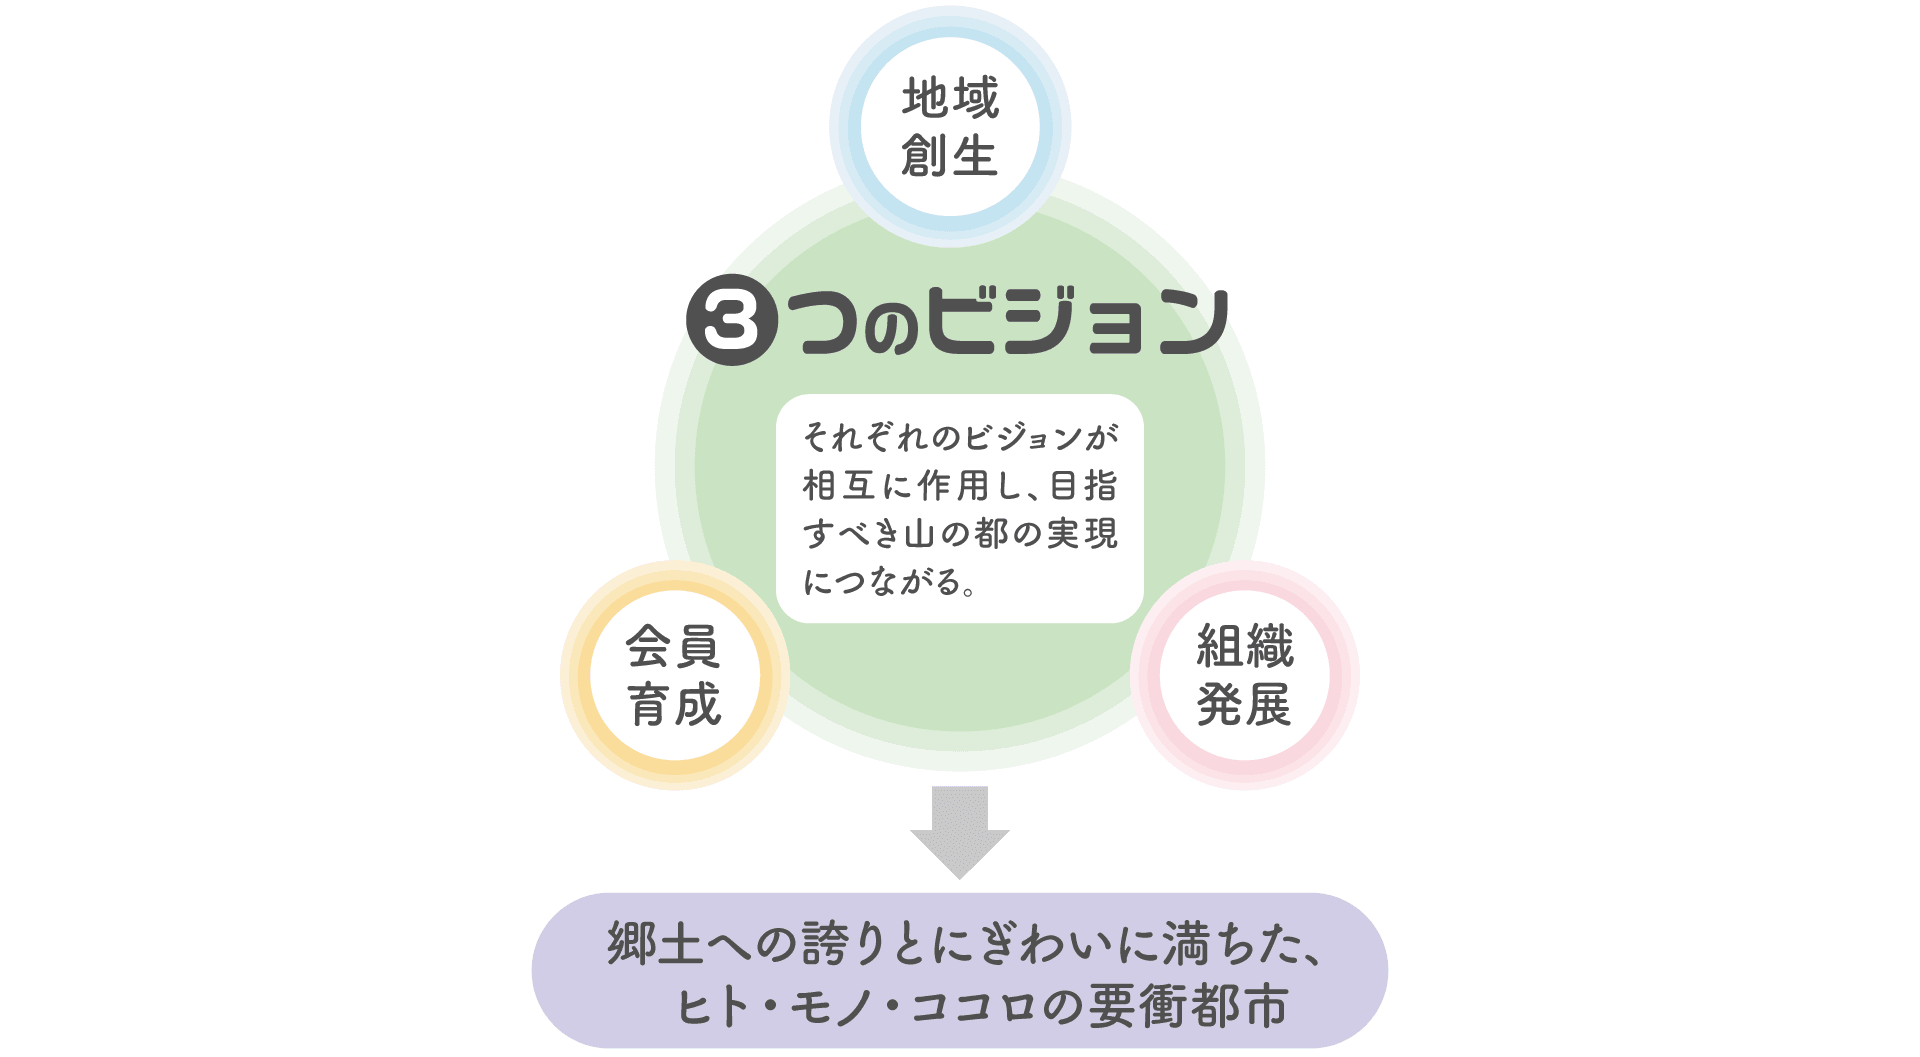 地域
創生
3つのビジョン
それぞれのビジョンが
相互に作用し、目指
すべき山の都の実現
につながる。
会員
育成
組織
発展
郷土への誇りとにぎわいに満ちた、
ヒト・モノ・ココロの要衝都市